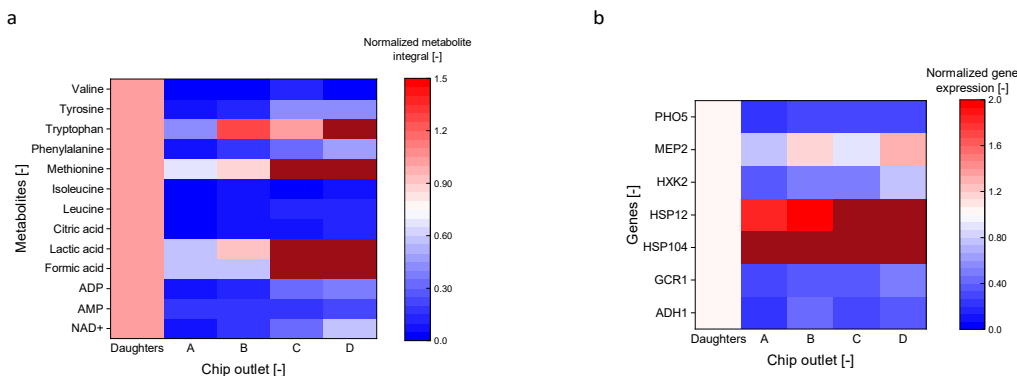 a
Normalized metabolite
integral [-]
Metabolites [-]
Valine
Tyrosine
Tryptophan
Phenylalanine
Methionine
Isoleucine
Leucine
Citric acid
Lactic acid
Formic acid
ADP
AMP
NAD+
Daughters A B C D
Chip outlet [-]
1.5
1.20
0.90
0.60
0.30
0.0
b
Normalized gene
expression [-]
Genes [-]
PHO5
MEP2
HXK2
HSP12
HSP104
GCR1
ADH1
Daughters A B C D
Chip outlet [-]
2.0
1.6
1.2
0.80
0.40
0.0